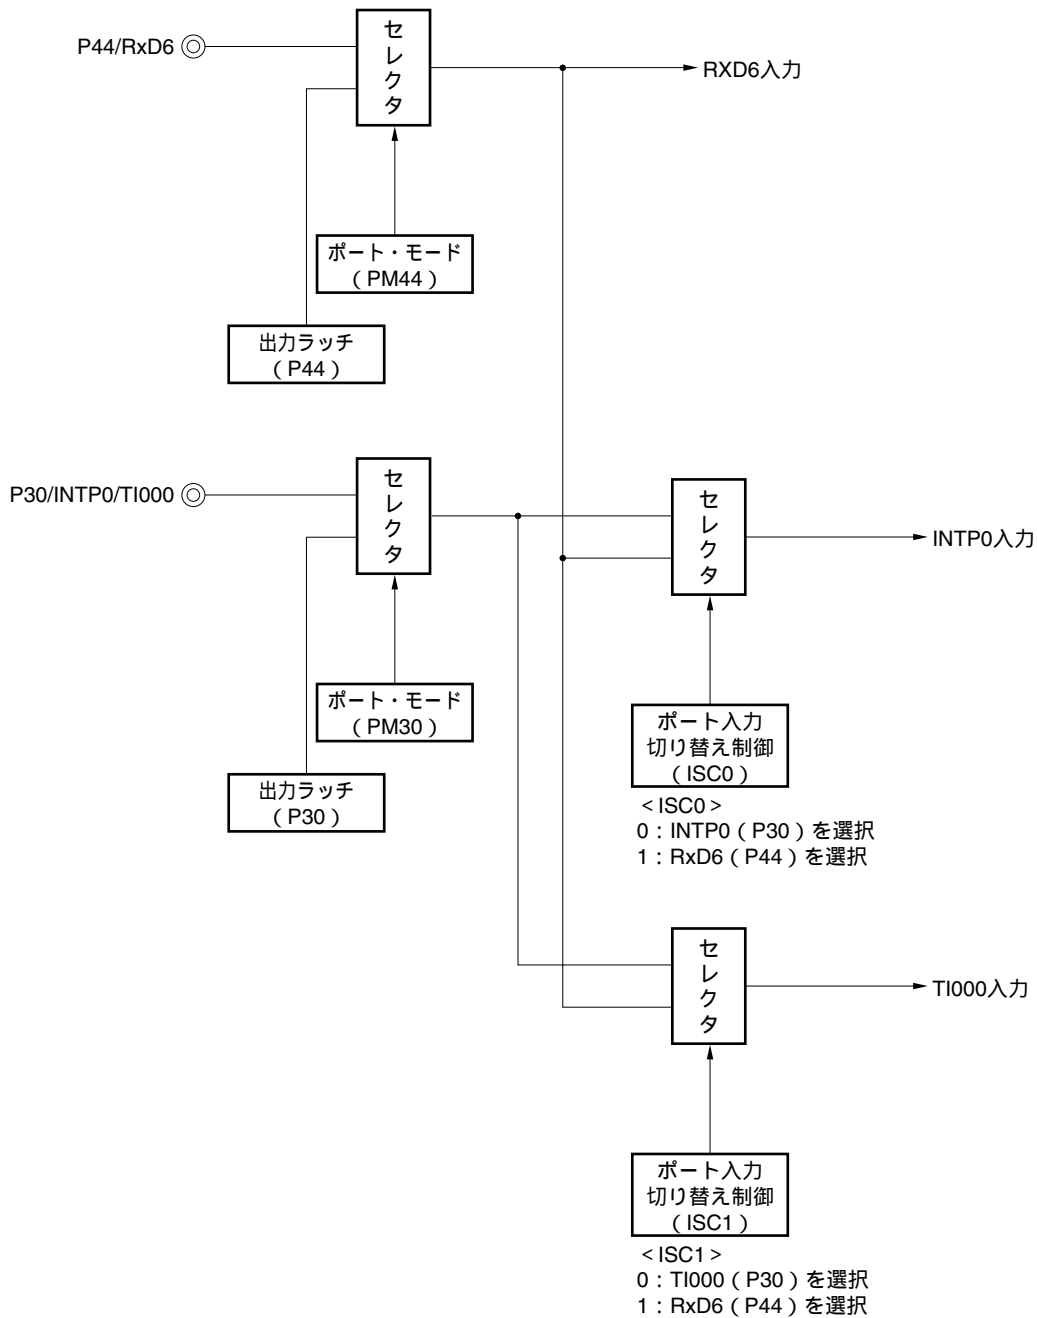 P44/RxD6
セレクタ
RXD6入力
ポート・モード
（PM44）
出力ラッチ
（P44）
P30/INTP0/TI000
セレクタ
セレクタ
INTP0入力
ポート・モード
（PM30）
出力ラッチ
（P30）
ポート入力
切り替え制御
（ISC0）
＜ISC0＞
0：INTP0（P30）を選択
1：RxD6（P44）を選択
セレクタ
TI000入力
ポート入力
切り替え制御
（ISC1）
＜ISC1＞
0：TI000（P30）を選択
1：RxD6（P44）を選択